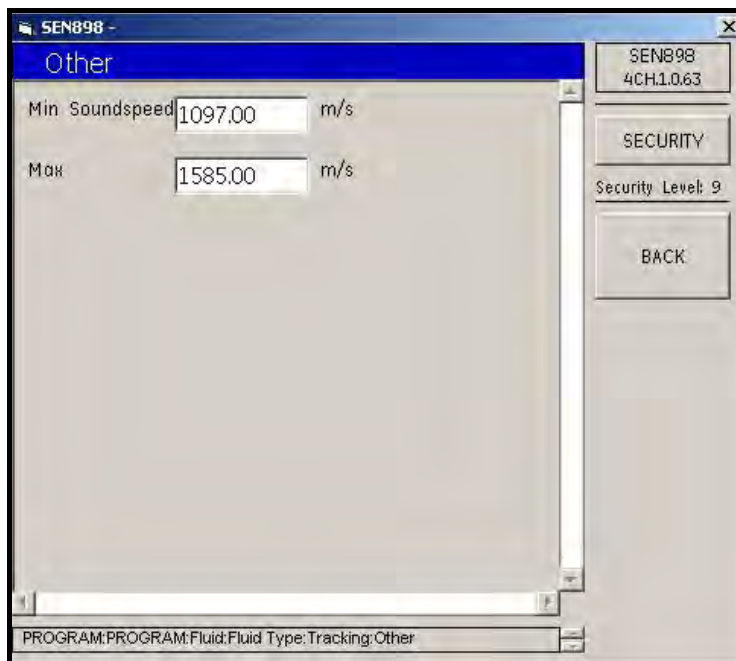 SEN898 -
Other
Min Soundspeed 1097.00 m/s
Max 1585.00 m/s
SEN898
4CH.1.0.63
SECURITY
Security Level: 9
BACK
PROGRAM:PROGRAM:Fluid:Fluid Type:Tracking:Other